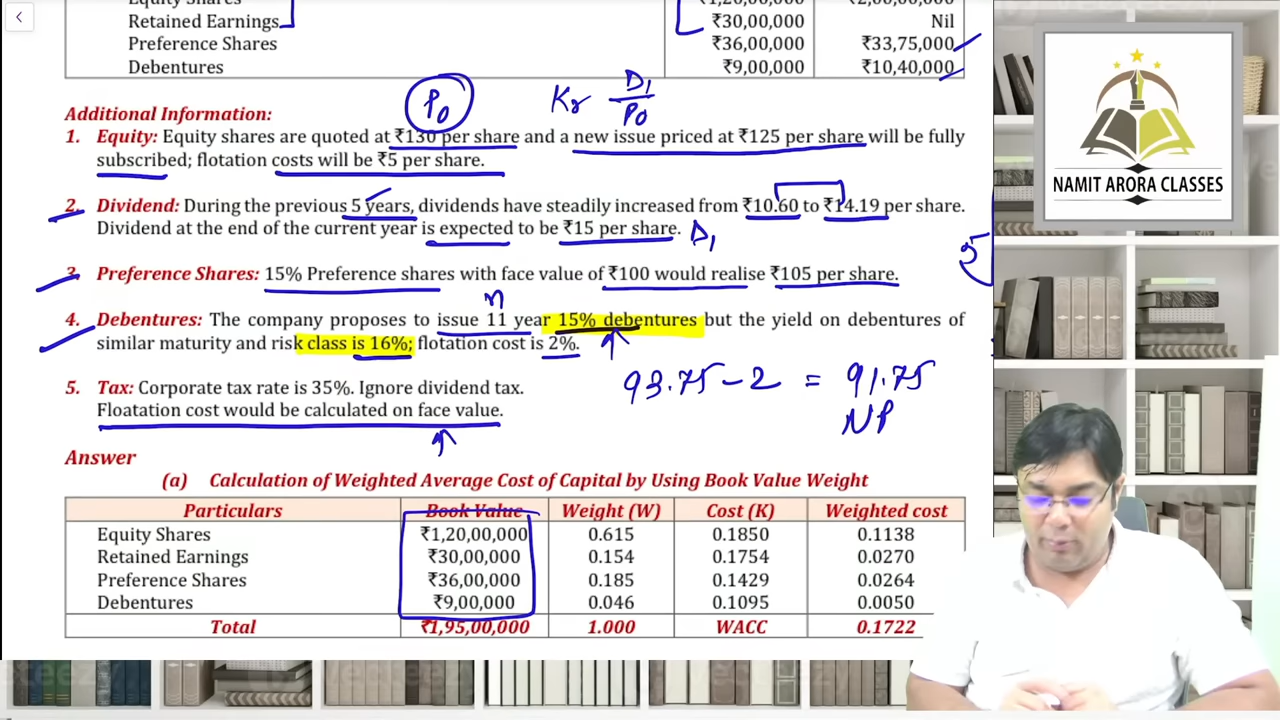 Retained Earnings ₹30,00,000 Nil
Preference Shares ₹36,00,000 ₹33,75,000
Debentures ₹9,00,000 ₹10,40,000
P₀ Kr D₁/P₀
Additional Information:
1. Equity: Equity shares are quoted at ₹130 per share and a new issue priced at ₹125 per share will be fully
subscribed; flotation costs will be ₹5 per share.
2. Dividend: During the previous 5 years, dividends have steadily increased from ₹10.60 to ₹14.19 per share.
Dividend at the end of the current year is expected to be ₹15 per share. D₁
5
3. Preference Shares: 15% Preference shares with face value of ₹100 would realise ₹105 per share.
n
4. Debentures: The company proposes to issue 11 year 15% debentures but the yield on debentures of
similar maturity and risk class is 16%; flotation cost is 2%.
93.75 - 2 = 91.75
NP
5. Tax: Corporate tax rate is 35%. Ignore dividend tax.
Floatation cost would be calculated on face value.
Answer
(a) Calculation of Weighted Average Cost of Capital by Using Book Value Weight
Particulars Book Value Weight (W) Cost (K) Weighted cost
Equity Shares ₹1,20,00,000 0.615 0.1850 0.1138
Retained Earnings ₹30,00,000 0.154 0.1754 0.0270
Preference Shares ₹36,00,000 0.185 0.1429 0.0264
Debentures ₹9,00,000 0.046 0.1095 0.0050
Total ₹1,95,00,000 1.000 WACC 0.1722
NAMIT ARORA CLASSES